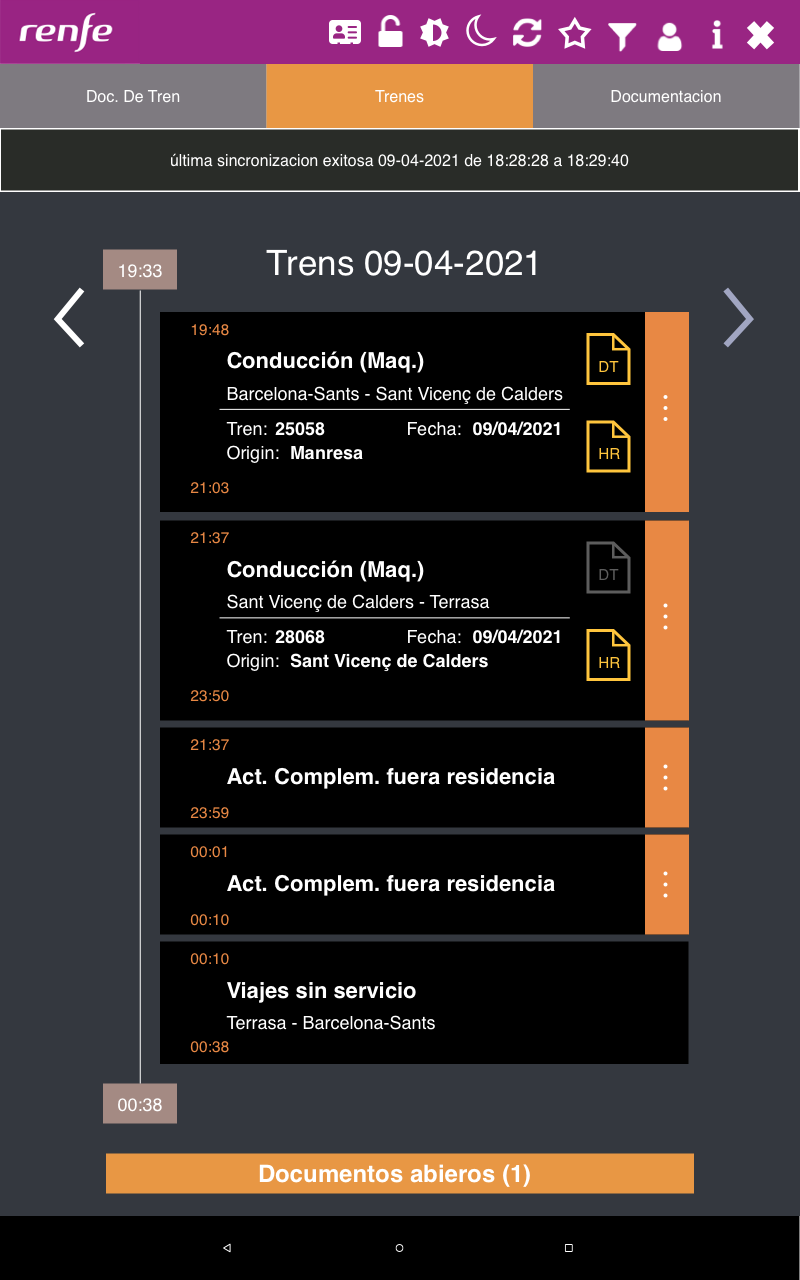 renfe
Doc. De Tren
Trenes
Documentacion
última sincronizacion exitosa 09-04-2021 de 18:28:28 a 18:29:40
19:33
Trens 09-04-2021
19:48
Conducción (Maq.)
DT
Barcelona-Sants - Sant Vicenç de Calders
Tren: 25058 Fecha: 09/04/2021
Origin: Manresa
HR
21:03
21:37
Conducción (Maq.)
DT
Sant Vicenç de Calders - Terrasa
Tren: 28068 Fecha: 09/04/2021
Origin: Sant Vicenç de Calders
HR
23:50
21:37
Act. Complem. fuera residencia
23:59
00:01
Act. Complem. fuera residencia
00:10
00:10
Viajes sin servicio
Terrasa - Barcelona-Sants
00:38
00:38
Documentos abieros (1)